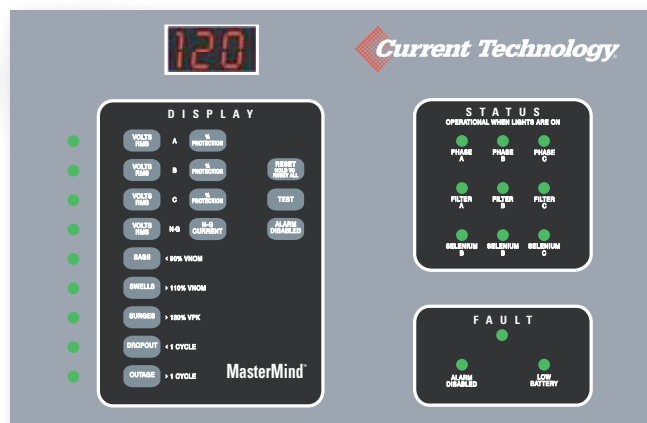 120
Current Technology®
DISPLAY
VOLTS RMS A % PROTECTION
VOLTS RMS B % PROTECTION RESET HOLD TO RESET ALL
VOLTS RMS C % PROTECTION TEST
VOLTS RMS N-G N-G CURRENT ALARM DISABLED
SAGS < 90% VNOM
SWELLS > 110% VNOM
SURGES > 180% VPK
DROPOUT < 1 CYCLE
OUTAGE > 1 CYCLE
MasterMind™
STATUS
OPERATIONAL WHEN LIGHTS ARE ON
PHASE A PHASE B PHASE C
FILTER A FILTER B FILTER C
SELENIUM B SELENIUM B SELENIUM C
FAULT
ALARM DISABLED LOW BATTERY